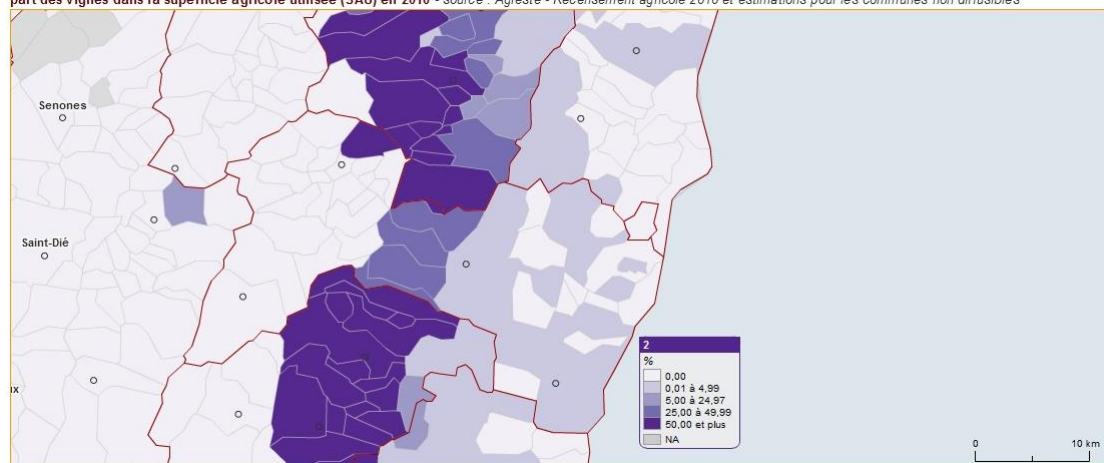 part des vignes dans la superficie agricole utilisée (SAU) en 2010 - Source : Agreste - Recensement agricole 2010 et estimations pour les communes non diffusibles
Senones
Saint-Dié
ux
2
%
0,00
0,01 à 4,99
5,00 à 24,97
25,00 à 49,99
50,00 et plus
NA
0 10 km